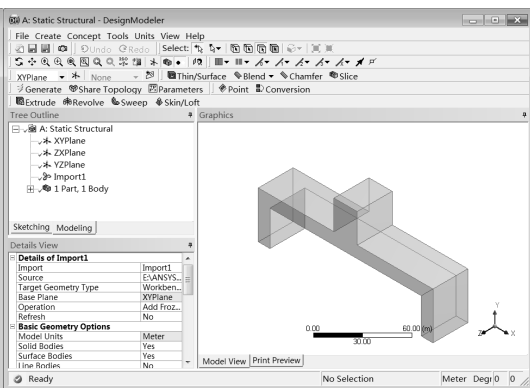 A: Static Structural - DesignModeler
File Create Concept Tools Units View Help
Undo Redo Select:
XYPlane None Thin/Surface Blend Chamfer Slice
Generate Share Topology Parameters Point Conversion
Extrude Revolve Sweep Skin/Loft
Tree Outline
A: Static Structural
XYPlane
ZXPlane
YZPlane
Import1
1 Part, 1 Body
Sketching Modeling
Details View
Details of Import1
Import Import1
Source E:\ANSYS...
Target Geometry Type Workben...
Base Plane XYPlane
Operation Add Froz...
Refresh No
Basic Geometry Options
Model Units Meter
Solid Bodies Yes
Surface Bodies Yes
Line Bodies No
Graphics
0.00 60.00 (m)
30.00
Y
Z X
Model View Print Preview
Ready No Selection Meter Degr 0 0